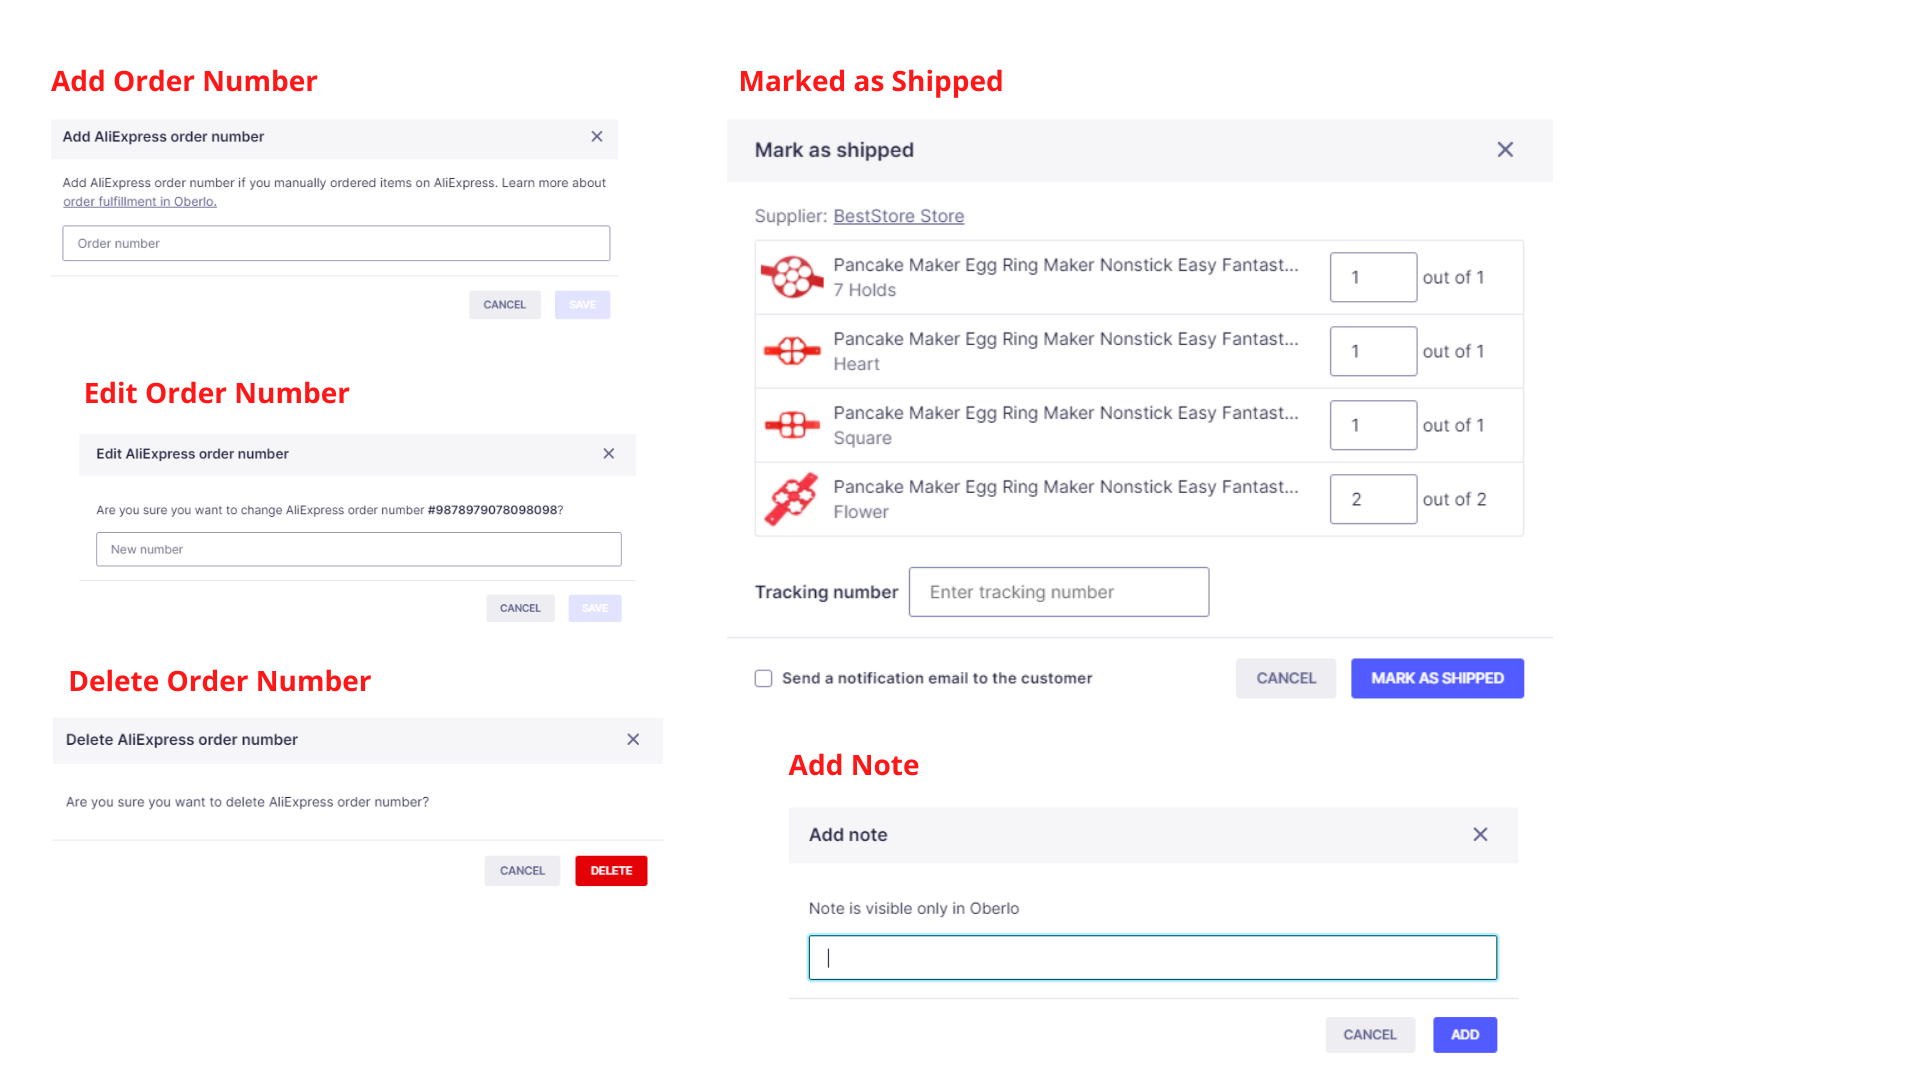 Add Order Number
Add AliExpress order number
Add AliExpress order number if you manually ordered items on AliExpress. Learn more about
order fulfillment in Oberlo.
Order number
CANCEL SAVE
Edit Order Number
Edit AliExpress order number
Are you sure you want to change AliExpress order number #9878979078098098?
New number
CANCEL SAVE
Delete Order Number
Delete AliExpress order number
Are you sure you want to delete AliExpress order number?
CANCEL DELETE
Marked as Shipped
Mark as shipped
Supplier: BestStore Store
Pancake Maker Egg Ring Maker Nonstick Easy Fantast... 1 out of 1
7 Holds
Pancake Maker Egg Ring Maker Nonstick Easy Fantast... 1 out of 1
Heart
Pancake Maker Egg Ring Maker Nonstick Easy Fantast... 1 out of 1
Square
Pancake Maker Egg Ring Maker Nonstick Easy Fantast... 2 out of 2
Flower
Tracking number Enter tracking number
Send a notification email to the customer CANCEL MARK AS SHIPPED
Add Note
Add note
Note is visible only in Oberlo
CANCEL ADD